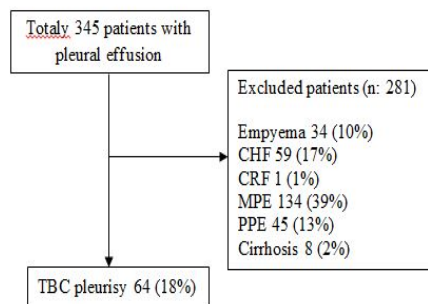 Totaly 345 patients with
pleural effusion
Excluded patients (n: 281)
Empyema 34 (10%)
CHF 59 (17%)
CRF 1 (1%)
MPE 134 (39%)
PPE 45 (13%)
Cirrhosis 8 (2%)
TBC pleurisy 64 (18%)